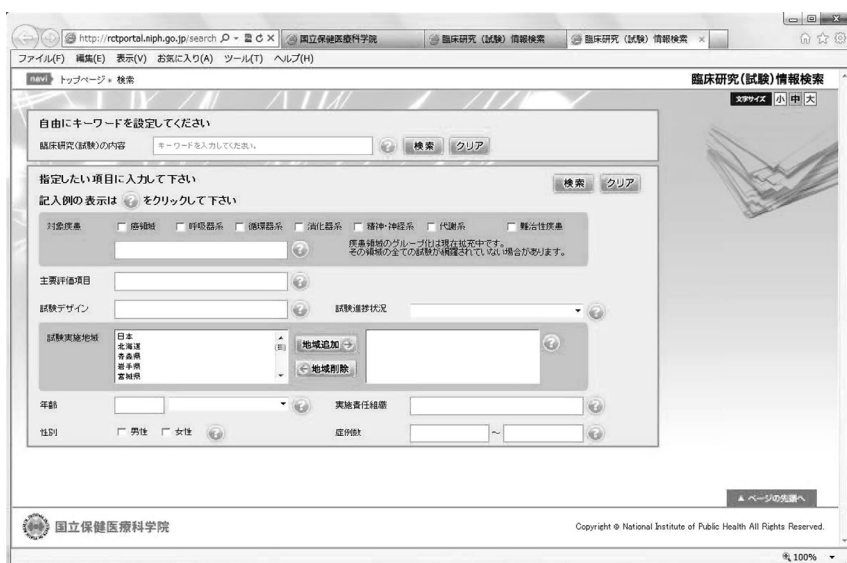 http://rctportal.niph.go.jp/search
国立保健医療科学院
臨床研究（試験）情報検索
臨床研究（試験）情報検索
ファイル(F) 編集(E) 表示(V) お気に入り(A) ツール(T) ヘルプ(H)
navi トップページ 検索
臨床研究(試験)情報検索
文字サイズ 小 中 大
自由にキーワードを設定してください
臨床研究(試験)の内容 キーワードを入力してください。 ? 検索 クリア
指定したい項目に入力して下さい 検索 クリア
記入例の表示は ? をクリックして下さい
対象疾患 癌領域 呼吸器系 循環器系 消化器系 精神・神経系 代謝系 難治性疾患
疾患領域のグループ化は現在拡充中です。
その領域の全ての試験が網羅されていない場合があります。
主要評価項目 ?
試験デザイン ? 試験進捗状況 ?
試験実施地域
日本
北海道
青森県
岩手県
宮城県
地域追加
地域削除
年齢 ? 実施責任組織 ?
性別 男性 女性 ? 症例数 ～ ?
▲ ページの先頭へ
国立保健医療科学院
Copyright © National Institute of Public Health All Rights Reserved.
100%